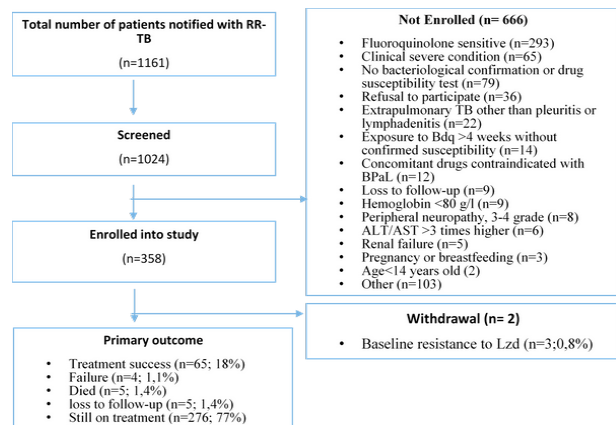 Total number of patients notified with RR-
TB
(n=1161)
Screened
(n=1024)
Enrolled into study
(n=358)
Primary outcome
• Treatment success (n=65; 18%)
• Failure (n=4; 1,1%)
• Died (n=5; 1,4%)
• loss to follow-up (n=5; 1,4%)
• Still on treatment (n=276; 77%)
Not Enrolled (n= 666)
• Fluoroquinolone sensitive (n=293)
• Clinical severe condition (n=65)
• No bacteriological confirmation or drug
susceptibility test (n=79)
• Refusal to participate (n=36)
• Extrapulmonary TB other than pleuritis or
lymphadenitis (n=22)
• Exposure to Bdq >4 weeks without
confirmed susceptibility (n=14)
• Concomitant drugs contraindicated with
BPaL (n=12)
• Loss to follow-up (n=9)
• Hemoglobin <80 g/l (n=9)
• Peripheral neuropathy, 3-4 grade (n=8)
• ALT/AST >3 times higher (n=6)
• Renal failure (n=5)
• Pregnancy or breastfeeding (n=3)
• Age<14 years old (2)
• Other (n=103)
Withdrawal (n= 2)
• Baseline resistance to Lzd (n=3;0,8%)